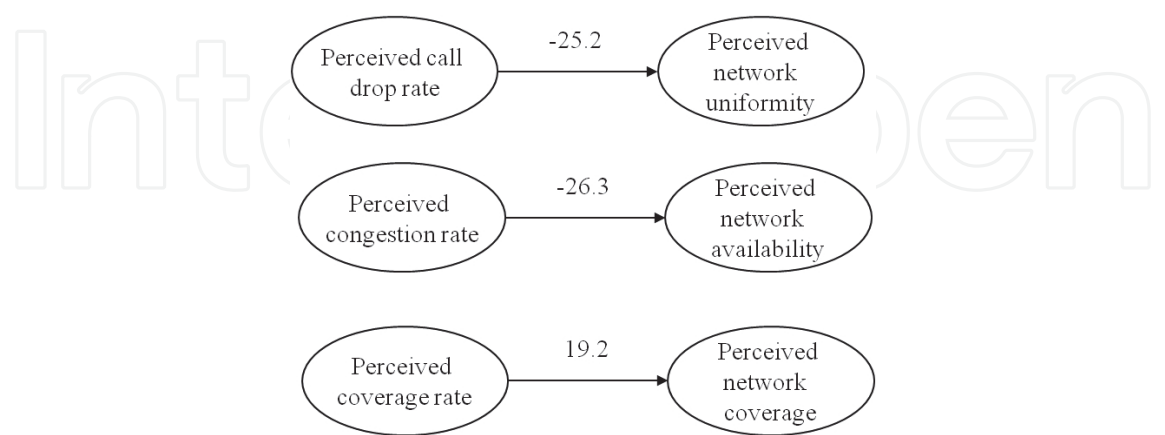 -25.2
Perceived call
drop rate
Perceived
network
uniformity
-26.3
Perceived
congestion rate
Perceived
network
availability
19.2
Perceived
coverage rate
Perceived
network
coverage